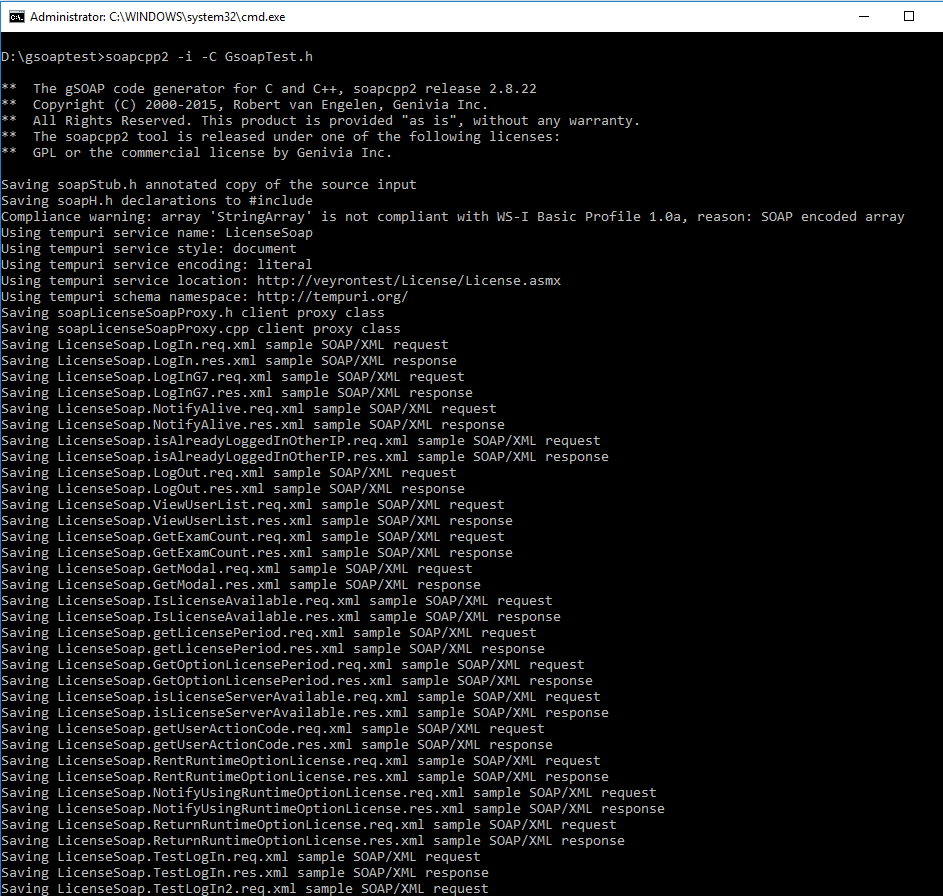 Administrator: C:\WINDOWS\system32\cmd.exe
D:\gsoaptest>soapcpp2 -i -C GsoapTest.h
**  The gSOAP code generator for C and C++, soapcpp2 release 2.8.22
**  Copyright (C) 2000-2015, Robert van Engelen, Genivia Inc.
**  All Rights Reserved. This product is provided "as is", without any warranty.
**  The soapcpp2 tool is released under one of the following licenses:
**  GPL or the commercial license by Genivia Inc.
Saving soapStub.h annotated copy of the source input
Saving soapH.h declarations to #include
Compliance warning: array 'StringArray' is not compliant with WS-I Basic Profile 1.0a, reason: SOAP encoded array
Using tempuri service name: LicenseSoap
Using tempuri service style: document
Using tempuri service encoding: literal
Using tempuri service location: http://veyrontest/License/License.asmx
Using tempuri schema namespace: http://tempuri.org/
Saving soapLicenseSoapProxy.h client proxy class
Saving soapLicenseSoapProxy.cpp client proxy class
Saving LicenseSoap.LogIn.req.xml sample SOAP/XML request
Saving LicenseSoap.LogIn.res.xml sample SOAP/XML response
Saving LicenseSoap.LogInG7.req.xml sample SOAP/XML request
Saving LicenseSoap.LogInG7.res.xml sample SOAP/XML response
Saving LicenseSoap.NotifyAlive.req.xml sample SOAP/XML request
Saving LicenseSoap.NotifyAlive.res.xml sample SOAP/XML response
Saving LicenseSoap.isAlreadyLoggedInOtherIP.req.xml sample SOAP/XML request
Saving LicenseSoap.isAlreadyLoggedInOtherIP.res.xml sample SOAP/XML response
Saving LicenseSoap.LogOut.req.xml sample SOAP/XML request
Saving LicenseSoap.LogOut.res.xml sample SOAP/XML response
Saving LicenseSoap.ViewUserList.req.xml sample SOAP/XML request
Saving LicenseSoap.ViewUserList.res.xml sample SOAP/XML response
Saving LicenseSoap.GetExamCount.req.xml sample SOAP/XML request
Saving LicenseSoap.GetExamCount.res.xml sample SOAP/XML response
Saving LicenseSoap.GetModal.req.xml sample SOAP/XML request
Saving LicenseSoap.GetModal.res.xml sample SOAP/XML response
Saving LicenseSoap.IsLicenseAvailable.req.xml sample SOAP/XML request
Saving LicenseSoap.IsLicenseAvailable.res.xml sample SOAP/XML response
Saving LicenseSoap.getLicensePeriod.req.xml sample SOAP/XML request
Saving LicenseSoap.getLicensePeriod.res.xml sample SOAP/XML response
Saving LicenseSoap.GetOptionLicensePeriod.req.xml sample SOAP/XML request
Saving LicenseSoap.GetOptionLicensePeriod.res.xml sample SOAP/XML response
Saving LicenseSoap.isLicenseServerAvailable.req.xml sample SOAP/XML request
Saving LicenseSoap.isLicenseServerAvailable.res.xml sample SOAP/XML response
Saving LicenseSoap.getUserActionCode.req.xml sample SOAP/XML request
Saving LicenseSoap.getUserActionCode.res.xml sample SOAP/XML response
Saving LicenseSoap.RentRuntimeOptionLicense.req.xml sample SOAP/XML request
Saving LicenseSoap.RentRuntimeOptionLicense.res.xml sample SOAP/XML response
Saving LicenseSoap.NotifyUsingRuntimeOptionLicense.req.xml sample SOAP/XML request
Saving LicenseSoap.NotifyUsingRuntimeOptionLicense.res.xml sample SOAP/XML response
Saving LicenseSoap.ReturnRuntimeOptionLicense.req.xml sample SOAP/XML request
Saving LicenseSoap.ReturnRuntimeOptionLicense.res.xml sample SOAP/XML response
Saving LicenseSoap.TestLogIn.req.xml sample SOAP/XML request
Saving LicenseSoap.TestLogIn.res.xml sample SOAP/XML response
Saving LicenseSoap.TestLogIn2.req.xml sample SOAP/XML request